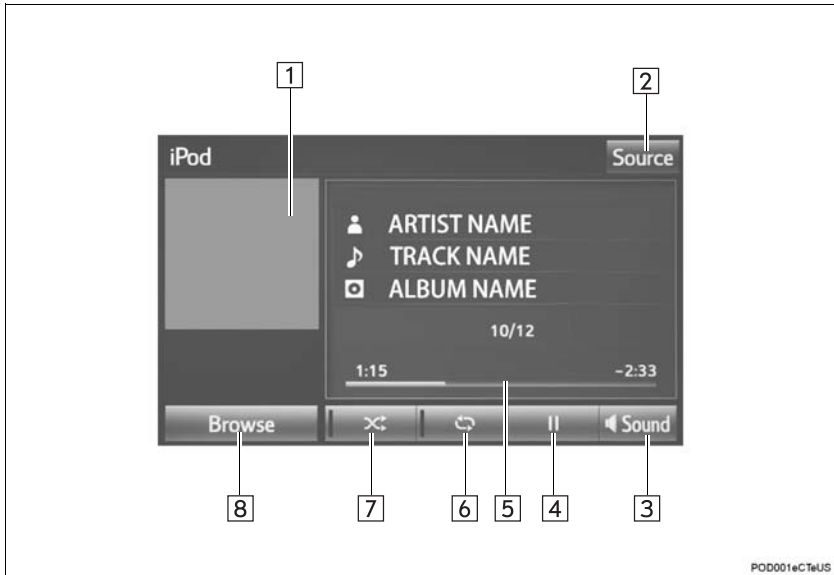 1
2
iPod
Source
ARTIST NAME
TRACK NAME
ALBUM NAME
10/12
1:15
-2:33
Browse
Sound
8
7
6
5
4
3
POD001eCTeUS